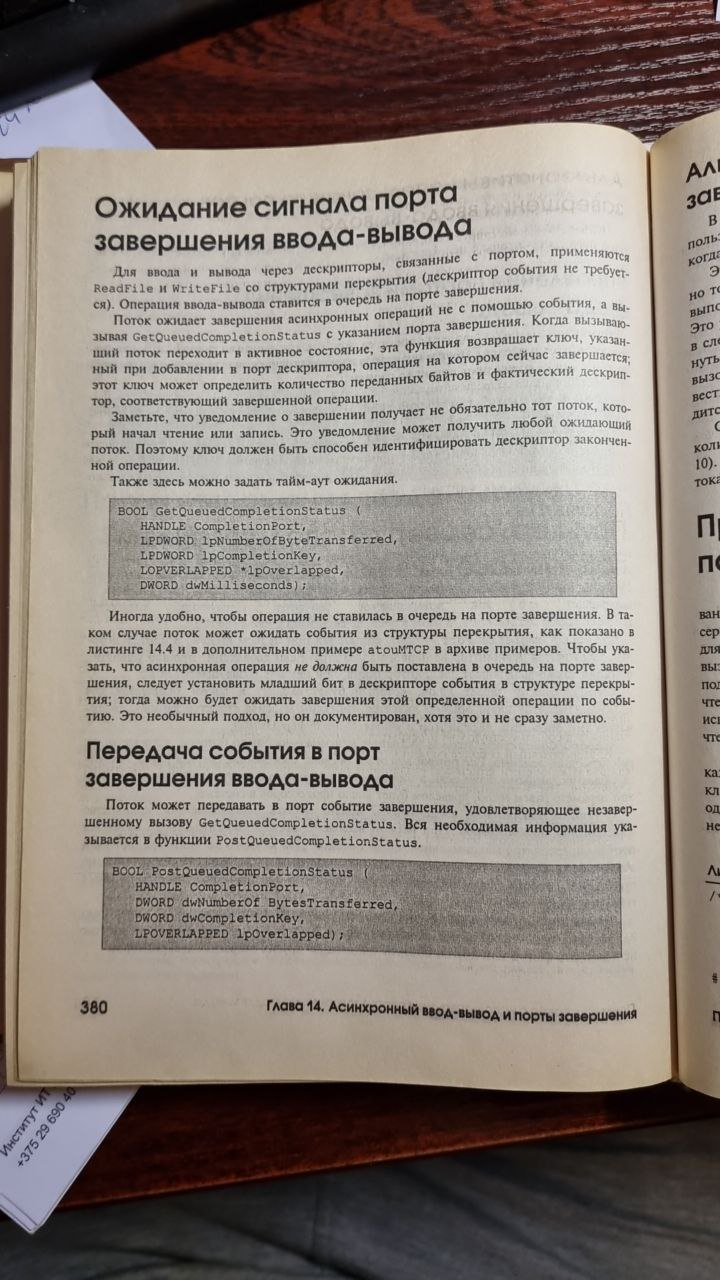 Ожидание сигнала порта
завершения ввода-вывода
Для ввода и вывода через дескрипторы, связанные с портом, применяются
ReadFile и WriteFile со структурами перекрытия (дескриптор события не требует-
ся). Операция ввода-вывода ставится в очередь на порте завершения.
Поток ожидает завершения асинхронных операций не с помощью события, а вы-
зывая GetQueuedCompletionStatus с указанием порта завершения. Когда вызываю-
щий поток переходит в активное состояние, эта функция возвращает ключ, указан-
ный при добавлении в порт дескриптора, операция на котором сейчас завершается;
этот ключ может определить количество переданных байтов и фактический дескрип-
тор, соответствующий завершенной операции.
Заметьте, что уведомление о завершении получает не обязательно тот поток, кото-
рый начал чтение или запись. Это уведомление может получить любой ожидающий
поток. Поэтому ключ должен быть способен идентифицировать дескриптор закончен-
ной операции.
Также здесь можно задать тайм-аут ожидания.
BOOL GetQueuedCompletionStatus (
HANDLE CompletionPort,
LPDWORD lpNumberOfByteTransferred,
LPDWORD lpCompletionKey,
LOPVERLAPPED *lpOverlapped,
DWORD dwMilliseconds);
Иногда удобно, чтобы операция не ставилась в очередь на порте завершения. В та-
ком случае поток может ожидать события из структуры перекрытия, как показано в
листинге 14.4 и в дополнительном примере atouMTCP в архиве примеров. Чтобы ука-
зать, что асинхронная операция не должна быть поставлена в очередь на порте завер-
шения, следует установить младший бит в дескрипторе события в структуре перекры-
тия; тогда можно будет ожидать завершения этой определенной операции по собы-
тию. Это необычный подход, но он документирован, хотя это и не сразу заметно.
Передача события в порт
завершения ввода-вывода
Поток может передавать в порт событие завершения, удовлетворяющее незавер-
шенному вызову GetQueuedCompletionStatus. Вся необходимая информация ука-
зывается в функции PostQueuedCompletionStatus.
BOOL PostQueuedCompletionStatus (
HANDLE CompletionPort,
DWORD dwNumberOf BytesTransferred,
DWORD dwCompletionKey,
LPOVERLAPPED lpOverlapped);
380 Глава 14. Асинхронный ввод-вывод и порты завершения
Институт ИТ
+375 29 690 40